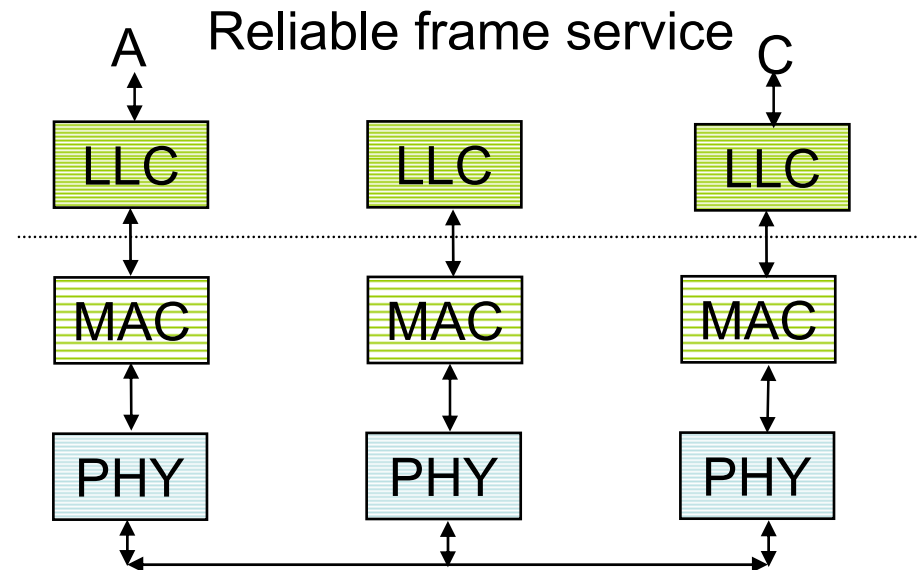 Reliable frame service
A C
LLC LLC LLC
MAC MAC MAC
PHY PHY PHY